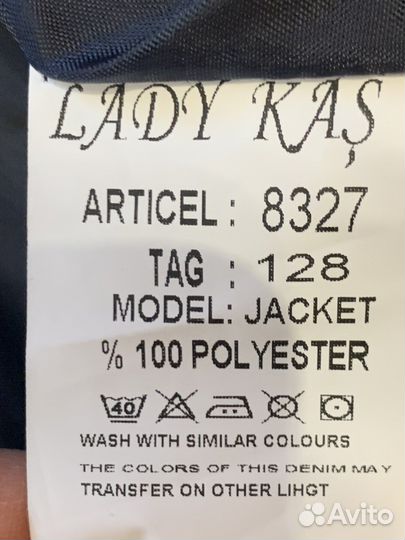 LADY KAŞ
ARTICEL : 8327
TAG : 128
MODEL: JACKET
% 100 POLYESTER
40
WASH WITH SIMILAR COLOURS
THE COLORS OF THIS DENIM MAY
TRANSFER ON OTHER LIHGT
Avito